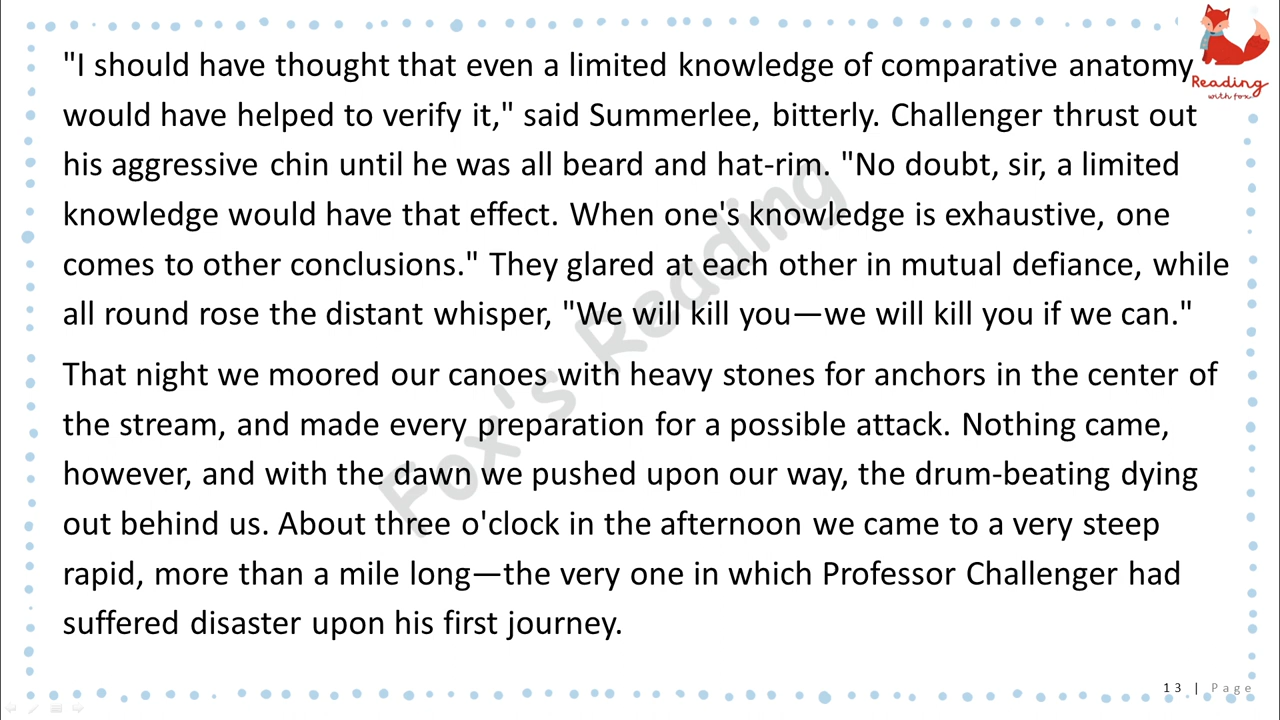 "I should have thought that even a limited knowledge of comparative anatomy
would have helped to verify it," said Summerlee, bitterly. Challenger thrust out
his aggressive chin until he was all beard and hat-rim. "No doubt, sir, a limited
knowledge would have that effect. When one's knowledge is exhaustive, one
comes to other conclusions." They glared at each other in mutual defiance, while
all round rose the distant whisper, "We will kill you—we will kill you if we can."
That night we moored our canoes with heavy stones for anchors in the center of
the stream, and made every preparation for a possible attack. Nothing came,
however, and with the dawn we pushed upon our way, the drum-beating dying
out behind us. About three o'clock in the afternoon we came to a very steep
rapid, more than a mile long—the very one in which Professor Challenger had
suffered disaster upon his first journey.
Reading
with fox
Fox's Reading
13 | Page